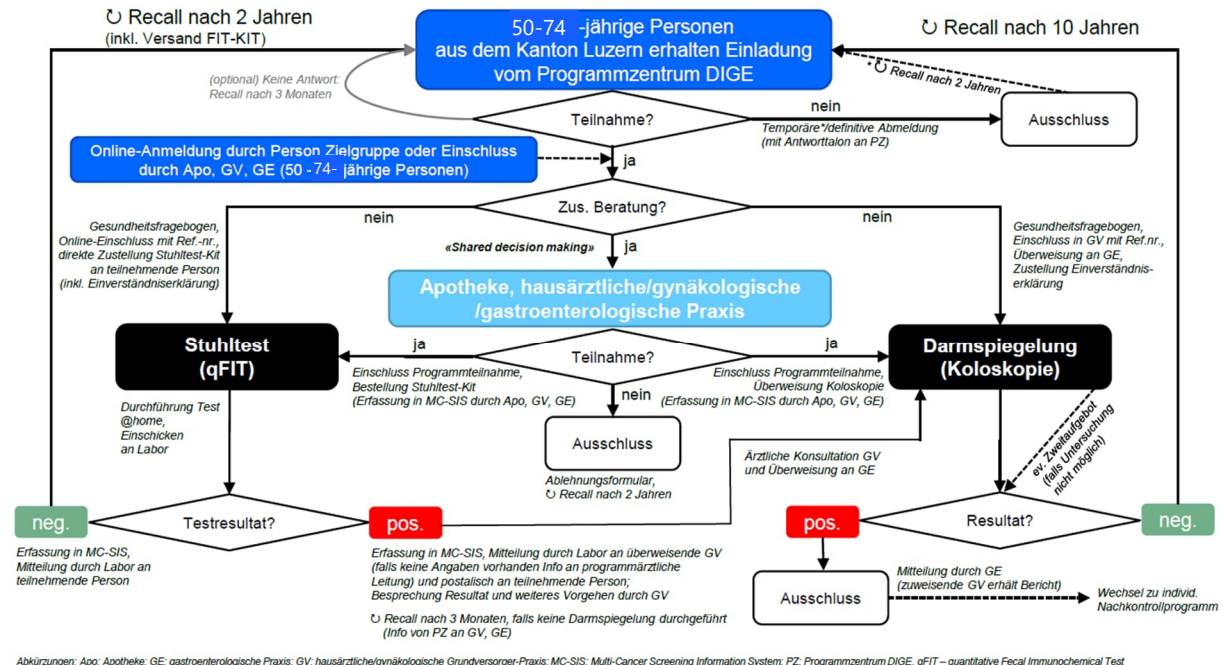 ↻ Recall nach 2 Jahren
(inkl. Versand FIT-KIT)
50-74 -jährige Personen
aus dem Kanton Luzern erhalten Einladung
vom Programmzentrum DIGE
↻ Recall nach 10 Jahren
(optional) Keine Antwort:
Recall nach 3 Monaten
* ↻ Recall nach 2 Jahren
Teilnahme?
nein
Temporäre*/definitive Abmeldung
(mit Antworttalon an PZ)
Ausschluss
Online-Anmeldung durch Person Zielgruppe oder Einschluss
durch Apo, GV, GE (50 -74- jährige Personen)
ja
Zus. Beratung?
nein
nein
Gesundheitsfragebogen,
Online-Einschluss mit Ref.-nr.,
direkte Zustellung Stuhltest-Kit
an teilnehmende Person
(inkl. Einverständniserklärung)
«Shared decision making»
ja
Gesundheitsfragebogen,
Einschluss in GV mit Ref.nr.,
Überweisung an GE,
Zustellung Einverständnis-
erklärung
Apotheke, hausärztliche/gynäkologische
/gastroenterologische Praxis
Stuhltest
(qFIT)
ja
Teilnahme?
ja
Darmspiegelung
(Koloskopie)
Einschluss Programmteilnahme,
Bestellung Stuhltest-Kit
(Erfassung in MC-SIS durch Apo, GV, GE)
Einschluss Programmteilnahme,
Überweisung Koloskopie
(Erfassung in MC-SIS durch Apo, GV, GE)
nein
Durchführung Test
@home,
Einschicken
an Labor
Ausschluss
Ablehnungsformular,
↻ Recall nach 2 Jahren
Ärztliche Konsultation GV
und Überweisung an GE
ev. Zweitaufgebot
(falls Untersuchung
nicht möglich)
neg.
Testresultat?
pos.
pos.
Resultat?
neg.
Erfassung in MC-SIS,
Mitteilung durch Labor an
teilnehmende Person
Erfassung in MC-SIS, Mitteilung durch Labor an überweisende GV
(falls keine Angaben vorhanden Info an programmärztliche
Leitung) und postalisch an teilnehmende Person;
Besprechung Resultat und weiteres Vorgehen durch GV
↻ Recall nach 3 Monaten, falls keine Darmspiegelung durchgeführt
(Info von PZ an GV, GE)
Ausschluss
Mitteilung durch GE
(zuweisende GV erhält Bericht)
Wechsel zu individ.
Nachkontrollprogramm
Abkürzungen: Apo: Apotheke; GE: gastroenterologische Praxis; GV: hausärztliche/gynäkologische Grundversorger-Praxis; MC-SIS: Multi-Cancer Screening Information System; PZ: Programmzentrum DIGE, qFIT – quantitative Fecal Immunochemical Test